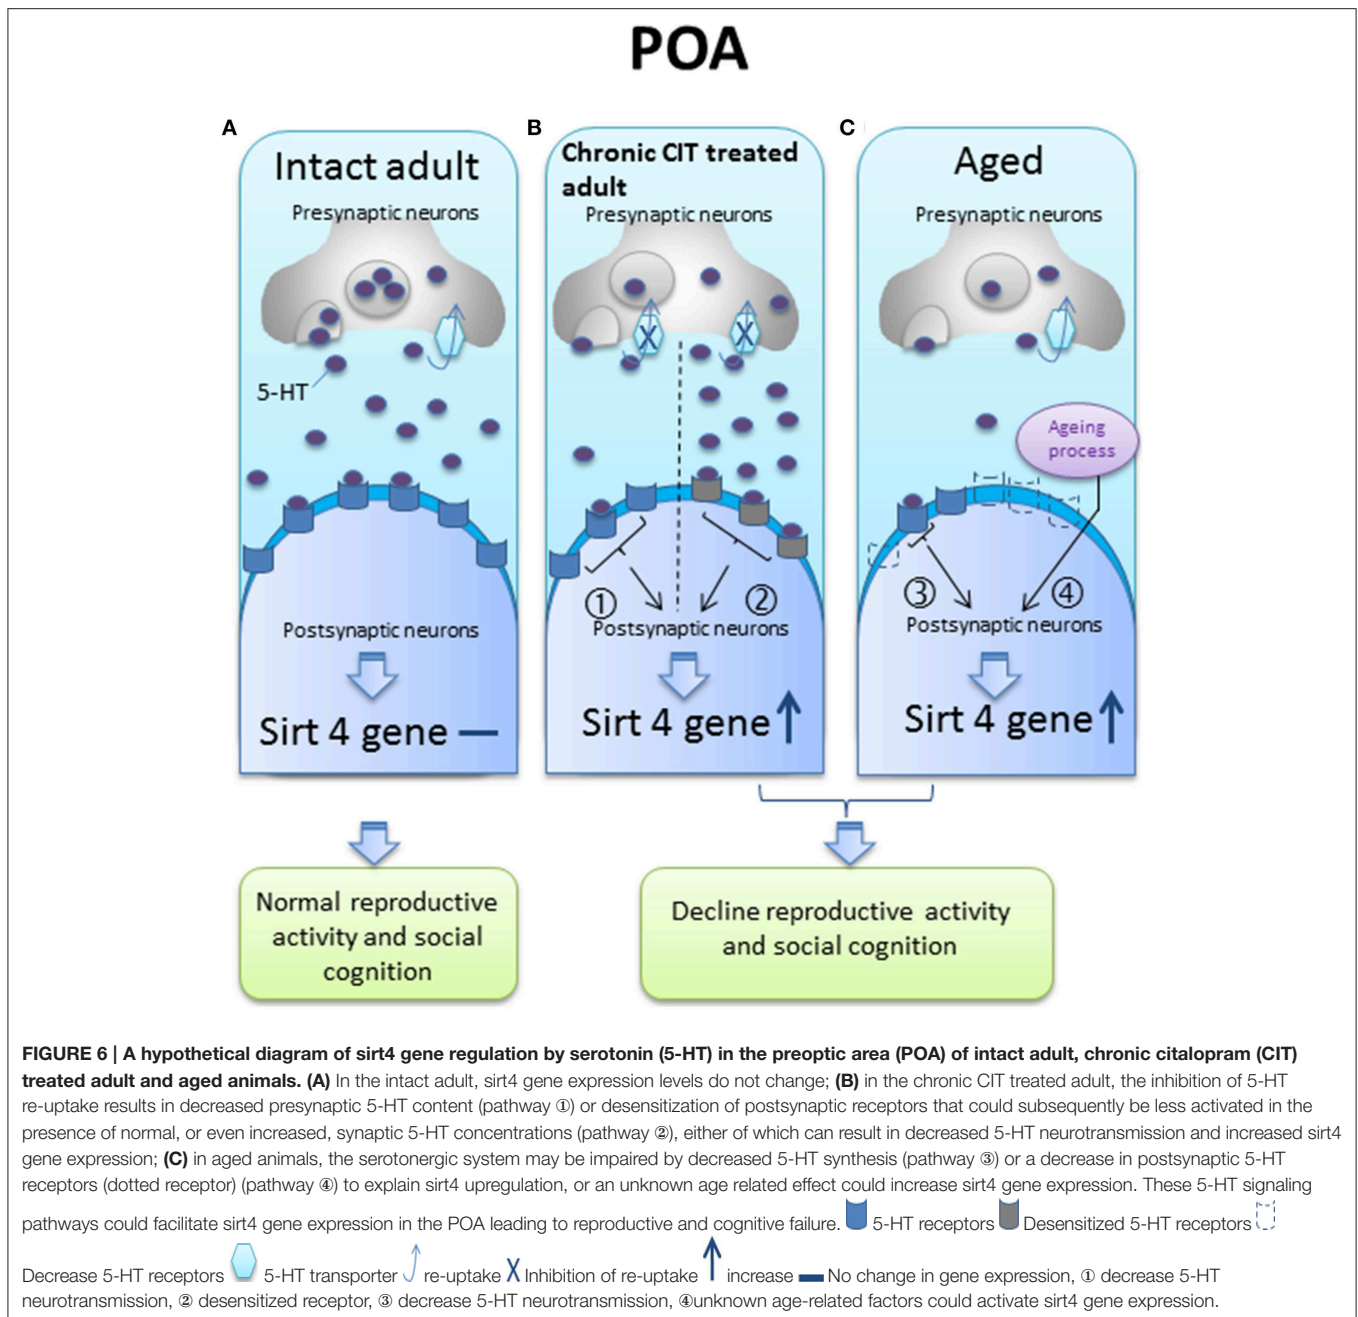 POA
A
Intact adult
Presynaptic neurons
5-HT
Postsynaptic neurons
Sirt 4 gene
B
Chronic CIT treated
adult
Presynaptic neurons
①
②
Postsynaptic neurons
Sirt 4 gene
C
Aged
Presynaptic neurons
Ageing
process
③
④
Postsynaptic neurons
Sirt 4 gene
Normal reproductive
activity and social
cognition
Decline reproductive activity
and social cognition
FIGURE 6 | A hypothetical diagram of sirt4 gene regulation by serotonin (5-HT) in the preoptic area (POA) of intact adult, chronic citalopram (CIT)
treated adult and aged animals. (A) In the intact adult, sirt4 gene expression levels do not change; (B) in the chronic CIT treated adult, the inhibition of 5-HT
re-uptake results in decreased presynaptic 5-HT content (pathway ①) or desensitization of postsynaptic receptors that could subsequently be less activated in the
presence of normal, or even increased, synaptic 5-HT concentrations (pathway ②), either of which can result in decreased 5-HT neurotransmission and increased sirt4
gene expression; (C) in aged animals, the serotonergic system may be impaired by decreased 5-HT synthesis (pathway ③) or a decrease in postsynaptic 5-HT
receptors (dotted receptor) (pathway ④) to explain sirt4 upregulation, or an unknown age related effect could increase sirt4 gene expression. These 5-HT signaling
pathways could facilitate sirt4 gene expression in the POA leading to reproductive and cognitive failure. 5-HT receptors Desensitized 5-HT receptors
Decrease 5-HT receptors 5-HT transporter re-uptake X Inhibition of re-uptake increase No change in gene expression, ① decrease 5-HT
neurotransmission, ② desensitized receptor, ③ decrease 5-HT neurotransmission, ④unknown age-related factors could activate sirt4 gene expression.